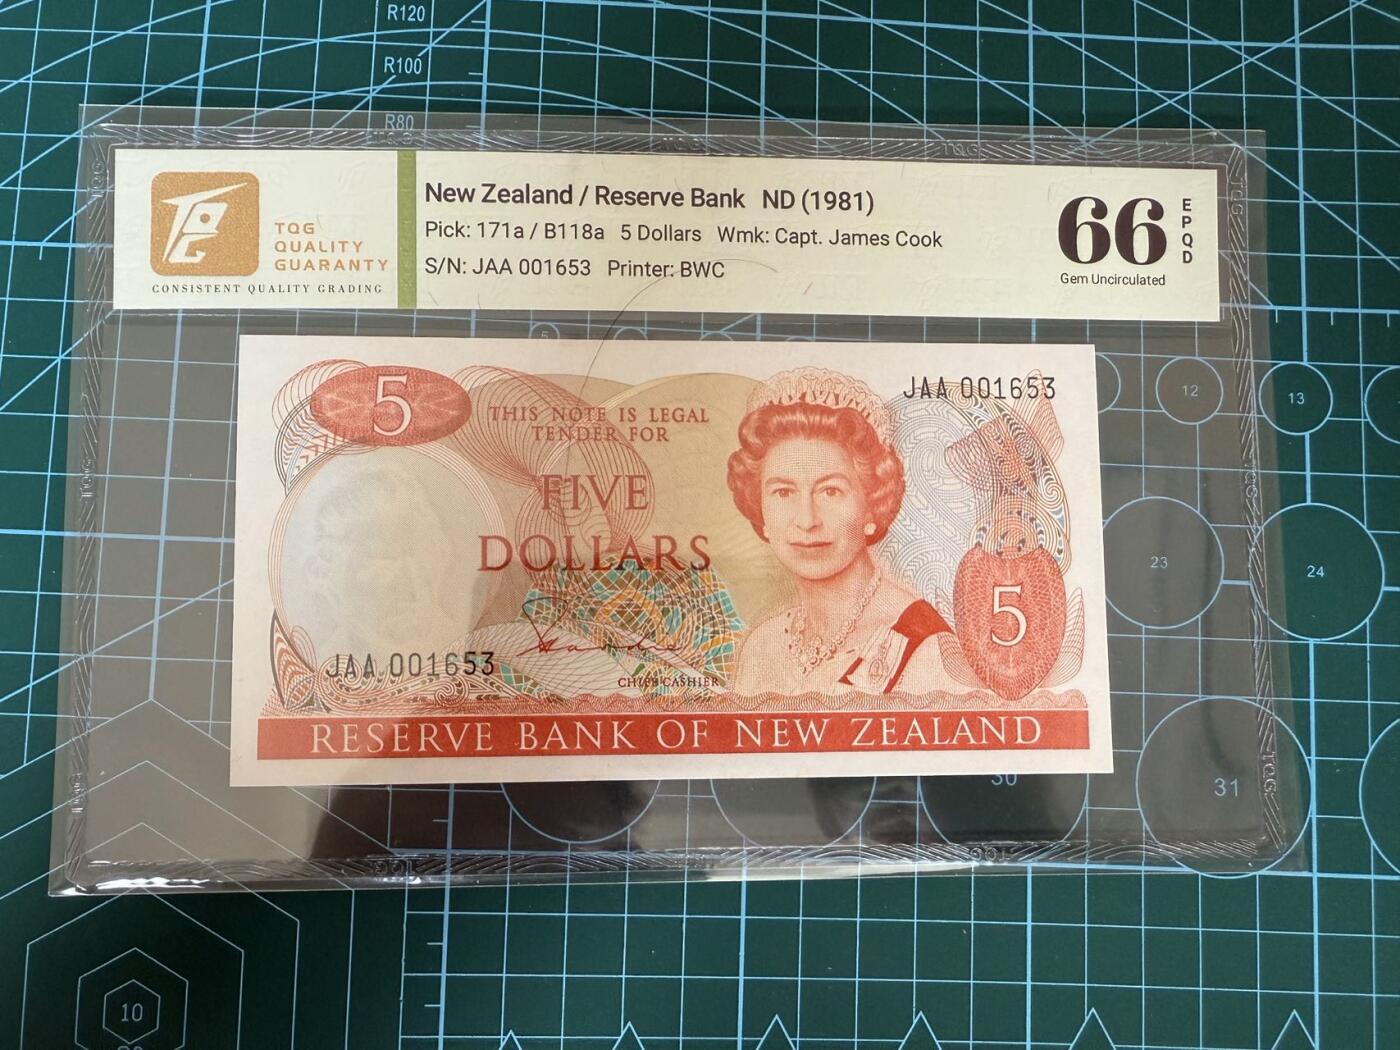 R120
R100
R80
TQG
QUALITY
GUARANTY
CONSISTENT QUALITY GRADING
New Zealand / Reserve Bank ND (1981)
Pick: 171a / B118a 5 Dollars Wmk: Capt. James Cook
S/N: JAA 001653 Printer: BWC
66
EPQD
Gem Uncirculated
5
THIS NOTE IS LEGAL
TENDER FOR
FIVE
DOLLARS
JAA 001653
5
JAA 001653
CHIEF CASHIER
RESERVE BANK OF NEW ZEALAND
12
13
23
24
30
31
10